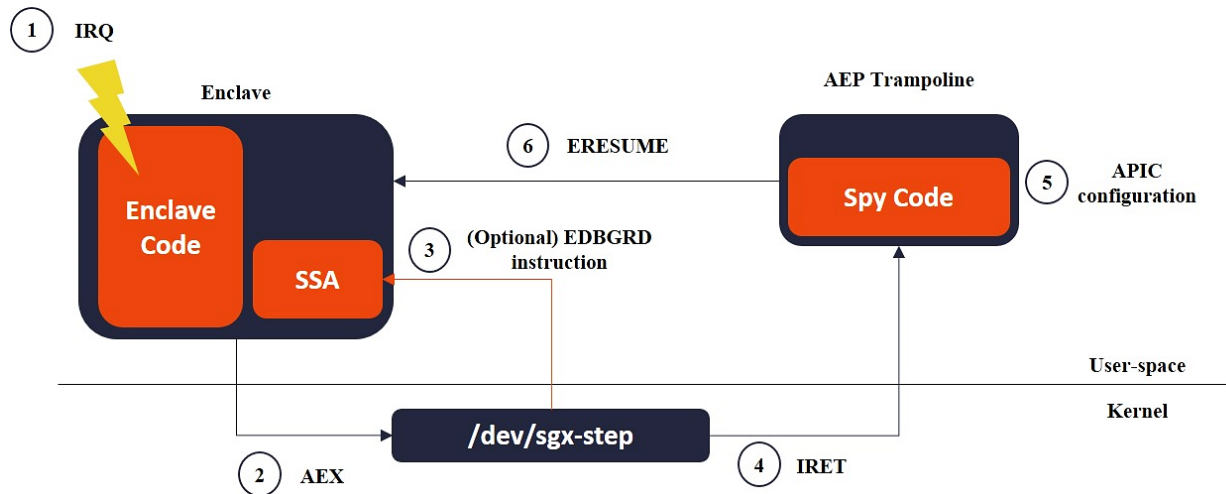 1
IRQ
Enclave
AEP Trampoline
6
ERESUME
5
APIC
configuration
Enclave
Code
Spy Code
3
(Optional) EDBGRD
instruction
SSA
User-space
Kernel
/dev/sgx-step
2
AEX
4
IRET